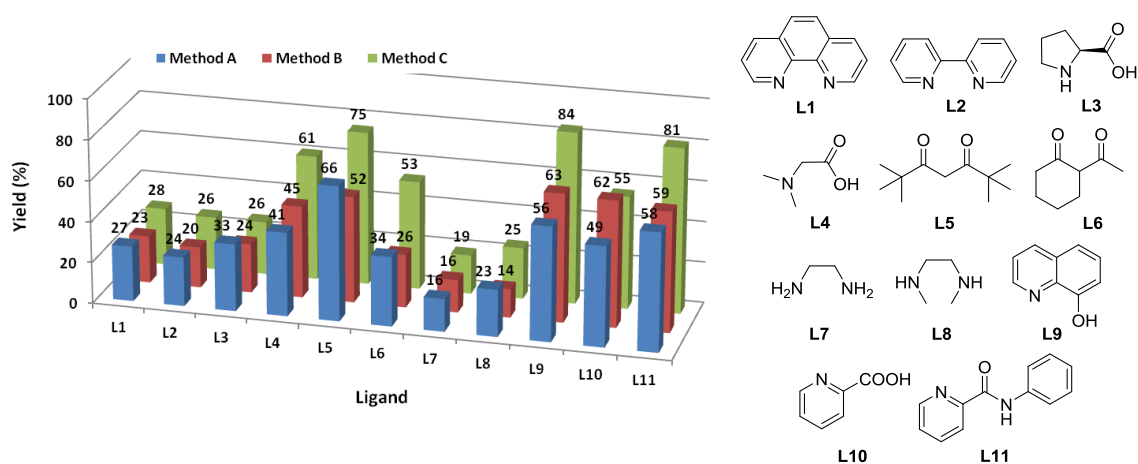 Method A Method B Method C
Yield (%)
100
80
60
40
20
0
27 23 28
24 20 26
33 24 26
41 45 61
66 52 75
34 26 53
16 16 19
23 14 25
56 63 84
49 62 55
58 59 81
L1 L2 L3 L4 L5 L6 L7 L8 L9 L10 L11
Ligand
N N
L1
N N
L2
O
OH
N
H
L3
O
OH
N
L4
O O
L5
O O
L6
H2N NH2
L7
HN HN
L8
N
OH
L9
N COOH
L10
O
N
N
H
L11